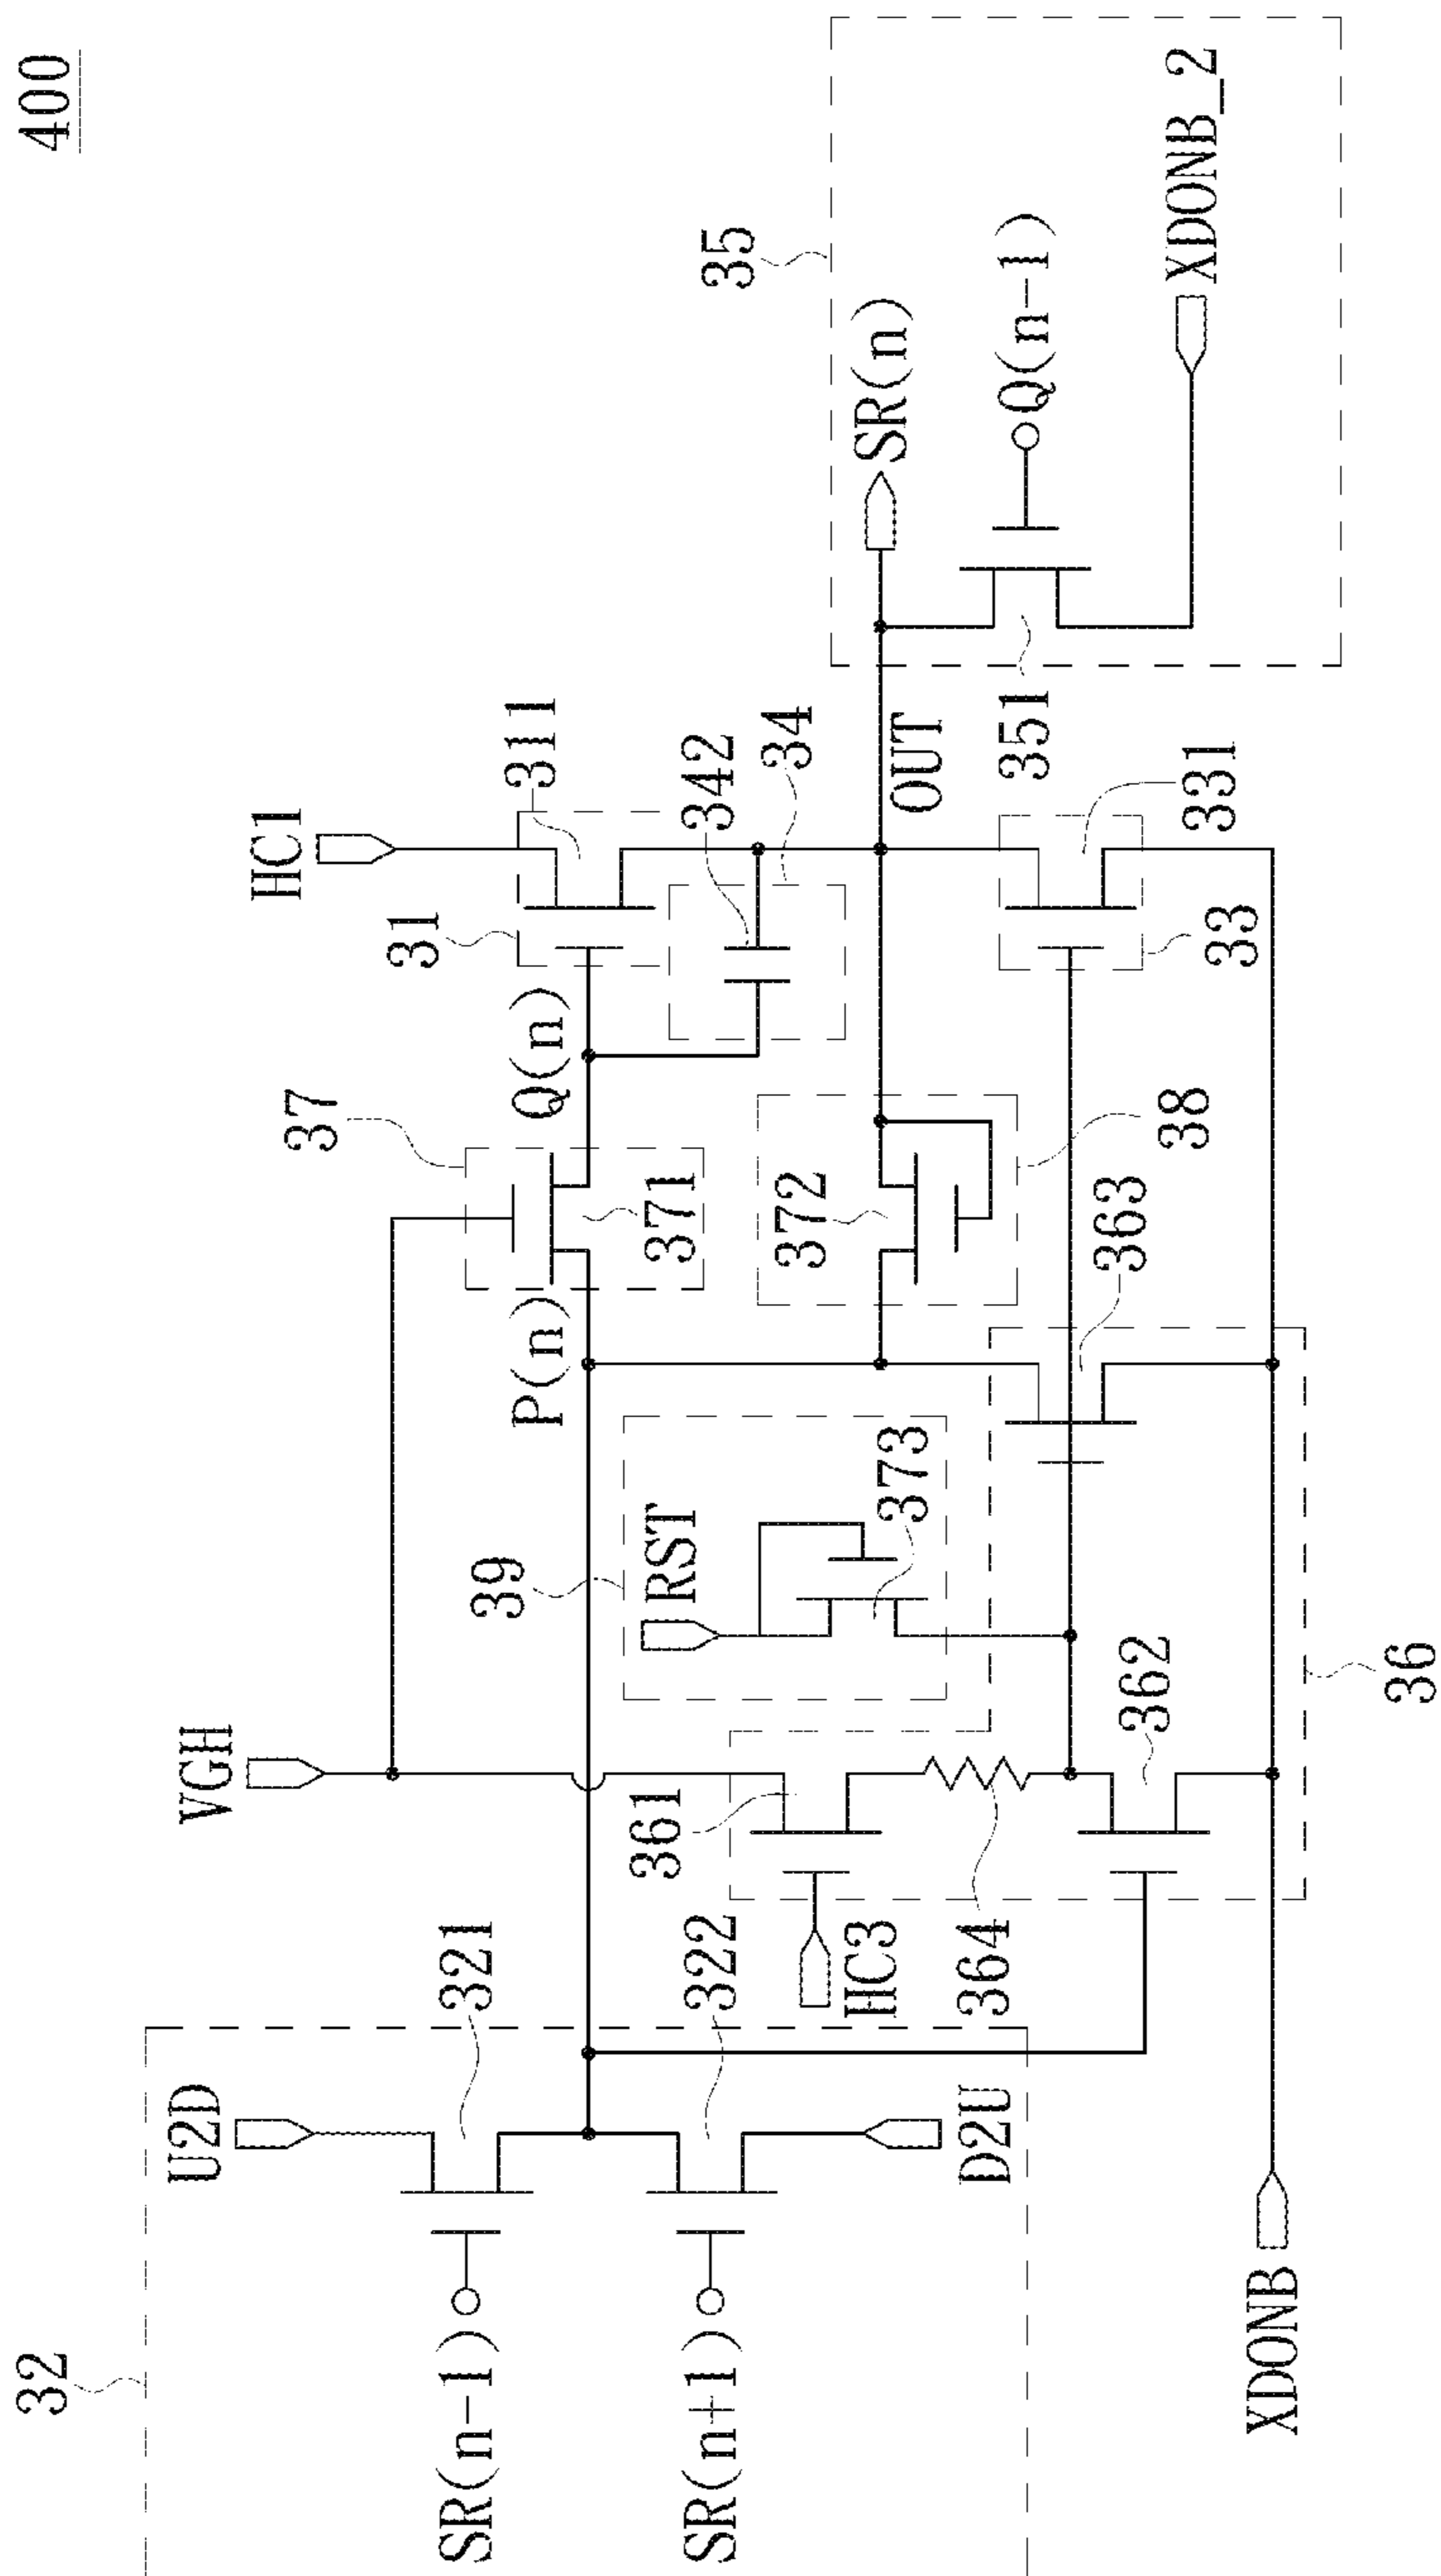 400
32
U2D
321
SR(n-1)
SR(n+1)
322
D2U
XDONB
VGH
361
HC3
364
362
36
39
RST
373
363
P(n)
37
371
Q(n)
372
38
HC1
31
311
342
34
OUT
331
33
35
SR(n)
351
Q(n-1)
XDONB_2